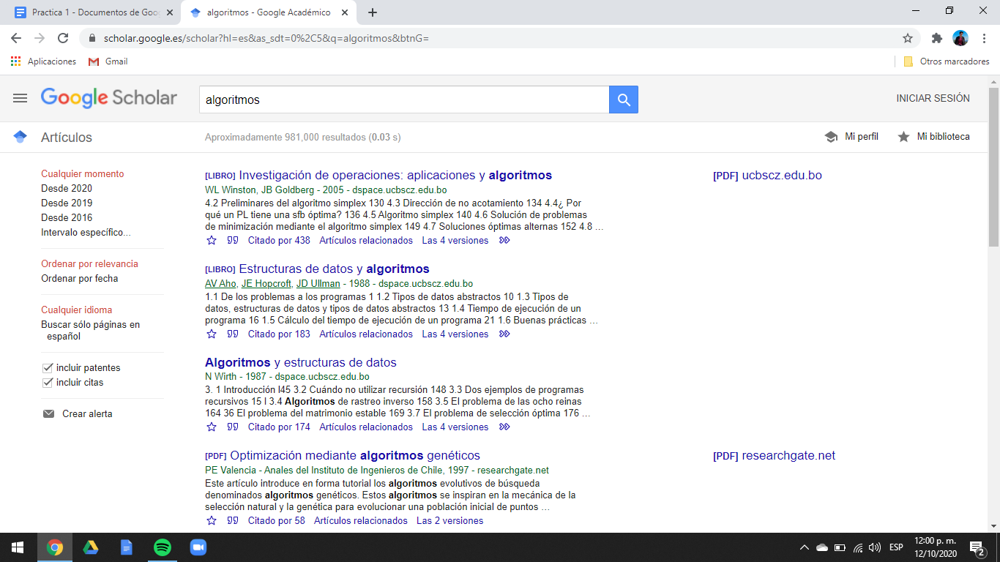 Practica 1 - Documentos de Goo
algoritmos - Google Académico
scholar.google.es/scholar?hl=es&as_sdt=0%2C5&q=algoritmos&btnG=
Aplicaciones
Gmail
Otros marcadores
Google Scholar
algoritmos
INICIAR SESIÓN
Artículos
Aproximadamente 981,000 resultados (0.03 s)
Mi perfil
Mi biblioteca
Cualquier momento
Desde 2020
Desde 2019
Desde 2016
Intervalo específico...
Ordenar por relevancia
Ordenar por fecha
Cualquier idioma
Buscar sólo páginas en
español
incluir patentes
incluir citas
Crear alerta
[LIBRO] Investigación de operaciones: aplicaciones y algoritmos
WL Winston, JB Goldberg - 2005 - dspace.ucbscz.edu.bo
4.2 Preliminares del algoritmo simplex 130 4.3 Dirección de no acotamiento 134 4.4¿ Por
qué un PL tiene una sfb óptima? 136 4.5 Algoritmo simplex 140 4.6 Solución de problemas
de minimización mediante el algoritmo simplex 149 4.7 Soluciones óptimas alternas 152 4.8 ...
Citado por 438 Artículos relacionados Las 4 versiones
[PDF] ucbscz.edu.bo
[LIBRO] Estructuras de datos y algoritmos
AV Aho, JE Hopcroft, JD Ullman - 1988 - dspace.ucbscz.edu.bo
1.1 De los problemas a los programas 1 1.2 Tipos de datos abstractos 10 1.3 Tipos de
datos, estructuras de datos y tipos de datos abstractos 13 1.4 Tiempo de ejecución de un
programa 16 1.5 Cálculo del tiempo de ejecución de un programa 21 1.6 Buenas prácticas ...
Citado por 183 Artículos relacionados Las 4 versiones
Algoritmos y estructuras de datos
N Wirth - 1987 - dspace.ucbscz.edu.bo
3. 1 Introducción l45 3.2 Cuándo no utilizar recursión 148 3.3 Dos ejemplos de programas
recursivos 15 l 3.4 Algoritmos de rastreo inverso 158 3.5 El problema de las ocho reinas
164 36 El problema del matrimonio estable 169 3.7 El problema de selección óptima 176 ...
Citado por 174 Artículos relacionados Las 4 versiones
[PDF] Optimización mediante algoritmos genéticos
PE Valencia - Anales del Instituto de Ingenieros de Chile, 1997 - researchgate.net
Este artículo introduce en forma tutorial los algoritmos evolutivos de búsqueda
denominados algoritmos genéticos. Estos algoritmos se inspiran en la mecánica de la
selección natural y la genética para evolucionar una población inicial de puntos ...
Citado por 58 Artículos relacionados Las 2 versiones
[PDF] researchgate.net
ESP
12:00 p. m.
12/10/2020
2